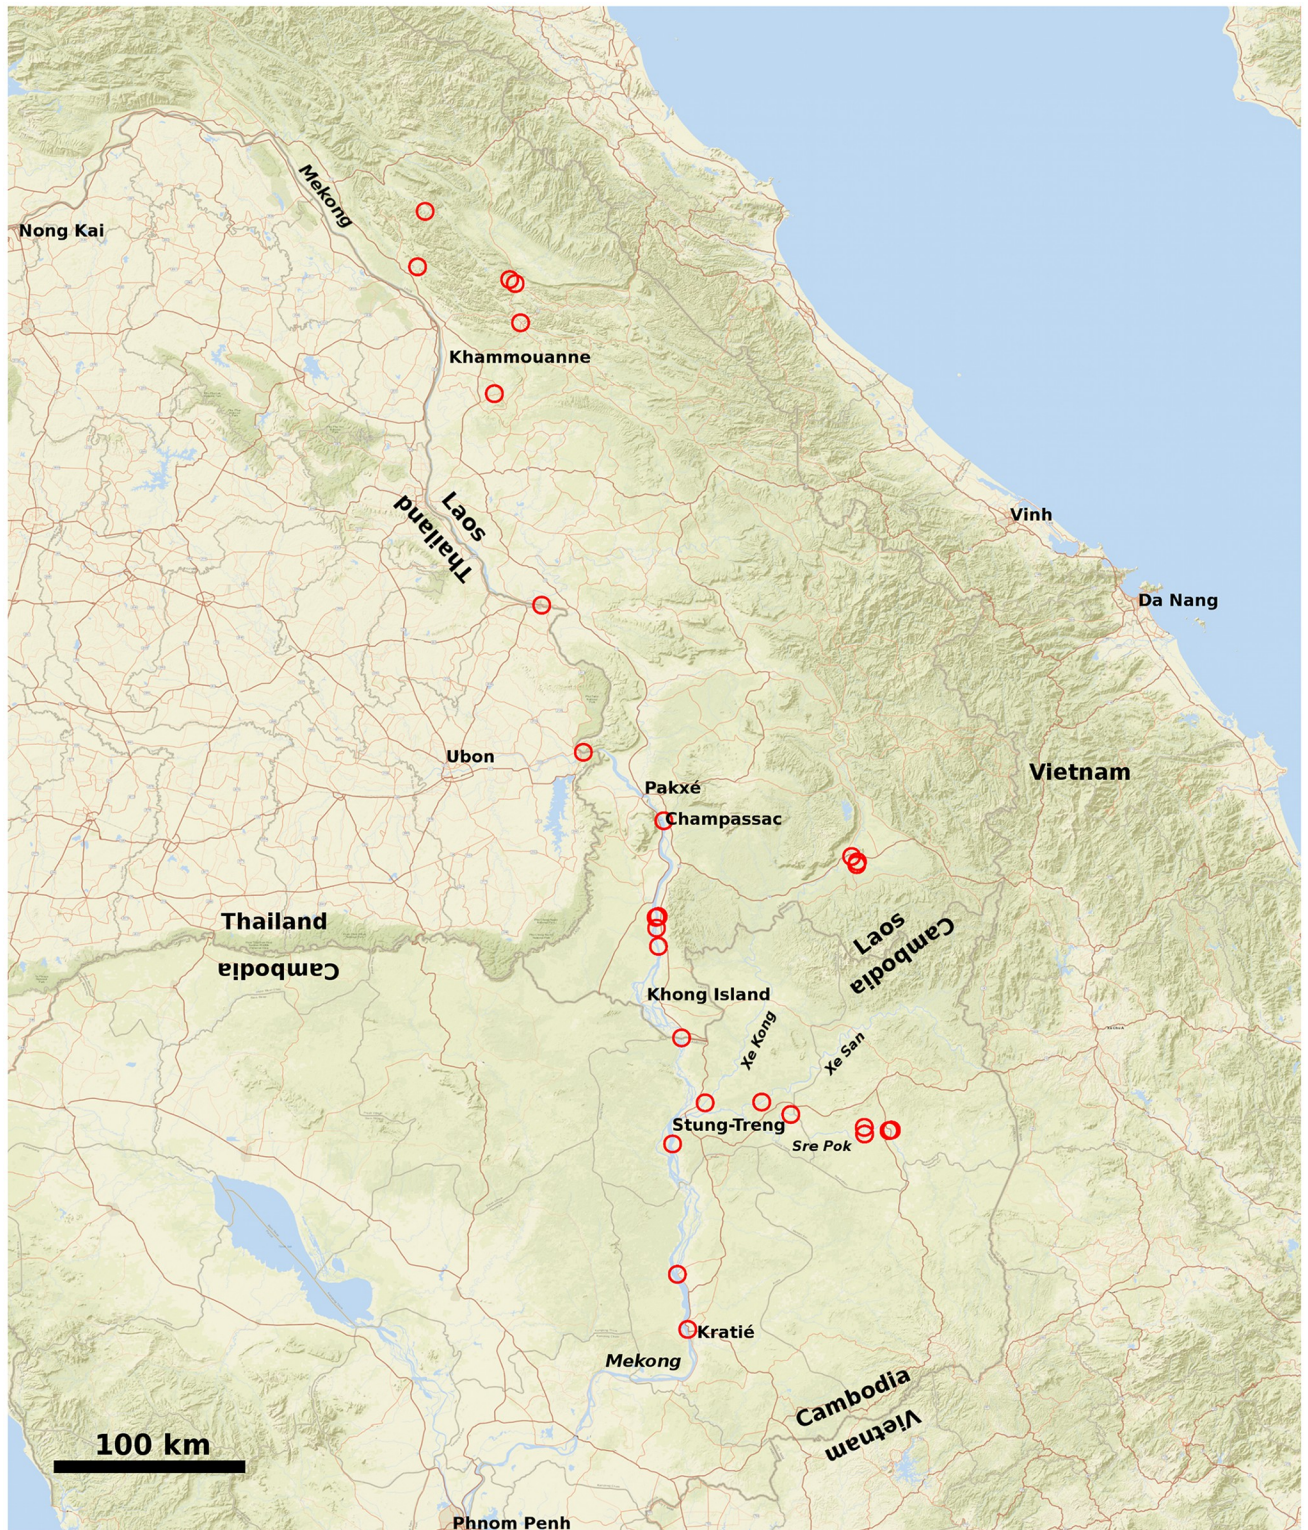 Mekong
Nong Kai
Khammouanne
Laos
Thailand
Vinh
Da Nang
Ubon
Vietnam
Pakxé
Champassac
Thailand
Cambodia
Laos
Cambodia
Khong Island
Xe Kong
Xe San
Stung-Treng
Sre Pok
Kratié
Mekong
Cambodia
Vietnam
100 km
Phnom Penh